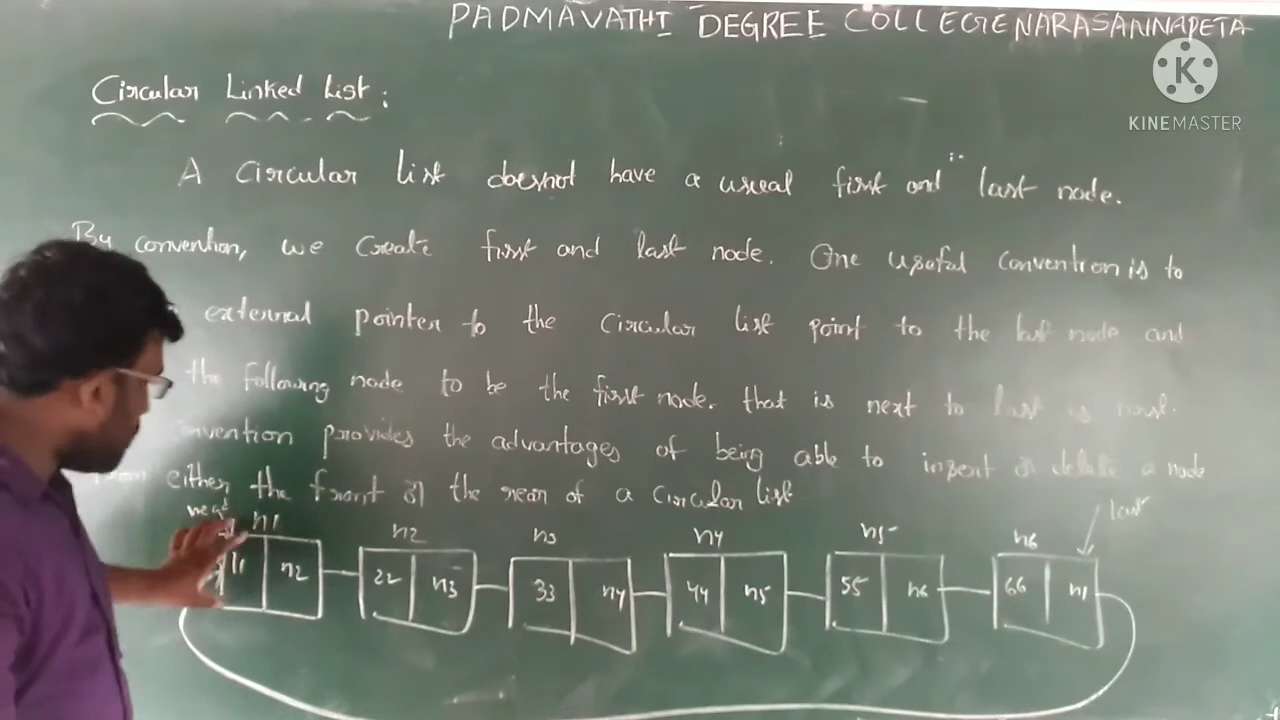 PADMAVATHI DEGREE COLLEGE NARASANNAPETA
K
KINEMASTER
Circular Linked List:
A Circular list doesnot have a usual first and last node.
By convention, we create first and last node. One useful convention is to
external pointer to the circular list point to the last node and
the following node to be the first node. that is next to last is
nvention provides the advantages of being able to insert or delete a node
either the front or the rear of a circular list
last
n1 n2 n3 n4 n5 n6
11 n2 22 n3 33 n4 44 n5 55 n6 66 n1